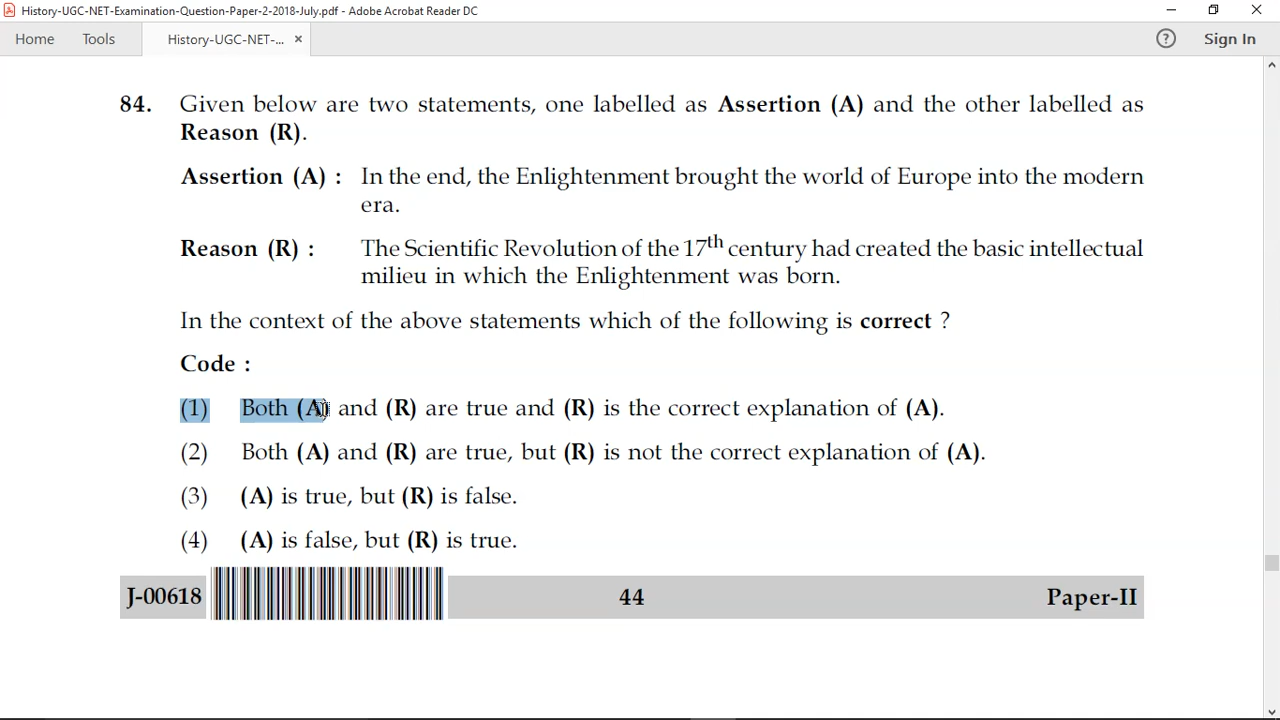 History-UGC-NET-Examination-Question-Paper-2-2018-July.pdf - Adobe Acrobat Reader DC
Home Tools History-UGC-NET-... × ? Sign In
84. Given below are two statements, one labelled as Assertion (A) and the other labelled as
Reason (R).
Assertion (A) : In the end, the Enlightenment brought the world of Europe into the modern
era.
Reason (R) : The Scientific Revolution of the 17th century had created the basic intellectual
milieu in which the Enlightenment was born.
In the context of the above statements which of the following is correct ?
Code :
(1) Both (A) and (R) are true and (R) is the correct explanation of (A).
(2) Both (A) and (R) are true, but (R) is not the correct explanation of (A).
(3) (A) is true, but (R) is false.
(4) (A) is false, but (R) is true.
J-00618 44 Paper-II